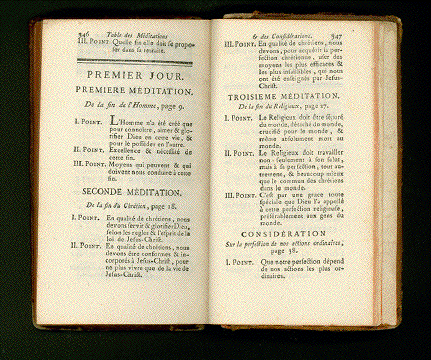 546 Table des Méditations
III. POINT. Quelle fin elle doit se propo-
ser dans sa retraite.
PREMIER JOUR.
PREMIERE MÉDITATION.
De la fin de l'Homme, page 9.
I. POINT. L'Homme n'a été créé que
pour connoître, aimer & glo-
rifier Dieu en cette vie, &
pour le posséder en l'autre.
II. POINT. Excellence & nécessité de
cette fin.
III. POINT. Moyens qui peuvent & qui
doivent nous conduire à cette
fin.
SECONDE MÉDITATION.
De la fin du Chrétien, page 18.
I. POINT. En qualité de chrétiens, nous
devons servir & glorifier Dieu,
selon les regles & l'esprit de la
loi de Jesus-Christ.
II. POINT. En qualité de chrétiens, nous
devons être conformes & in-
corporés à Jesus-Christ, pour
ne plus vivre que de la vie de
Jesus-Christ.
& des Considérations. 547
III. POINT. En qualité de chrétiens, nous
devons, pour acquérir la per-
fection chrétienne, user des
moyens les plus efficaces &
les plus infaillibles, qui nous
ont été enseignés par Jesus-
Christ.
TROISIEME MÉDITATION.
De la fin du Religieux, page 27.
I. POINT. Le Religieux doit être séparé
du monde, détaché du monde,
crucifié pour le monde, &
même absolument mort au
monde.
II. POINT. Le Religieux doit travailler
non-seulement à son salut,
mais à sa perfection, tout au-
trement, & beaucoup mieux
que le commun des chrétiens
dans le monde.
III. POINT. C'est par une grace toute
spéciale que Dieu l'a appellé
à cette perfection religieuse,
préférablement aux gens du
monde.
CONSIDÉRATION
Sur la perfection de nos actions ordinaires,
page 38.
I. POINT. Que notre perfection dépend
de nos actions les plus or-
dinaires.